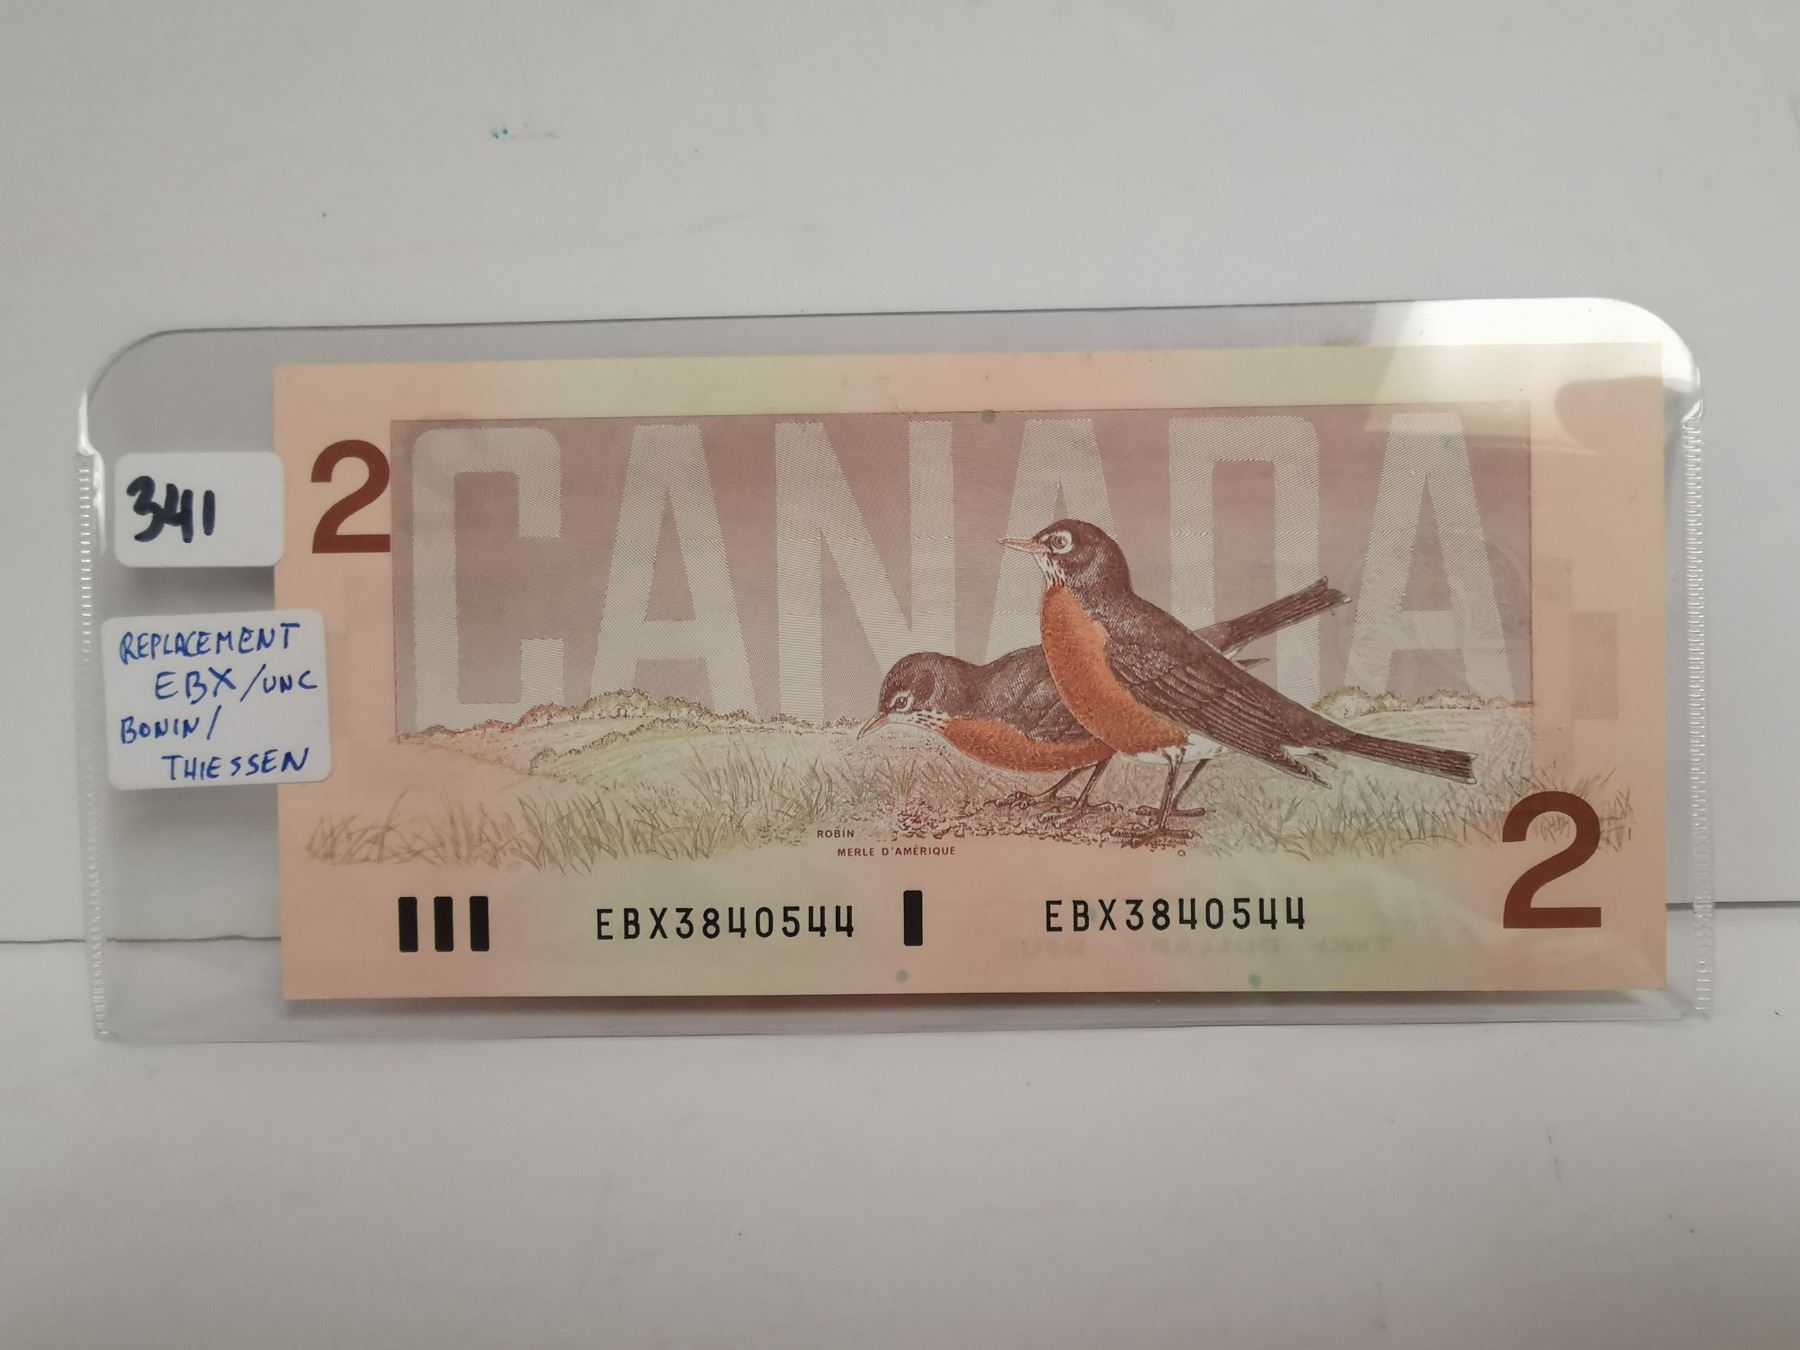 341
REPLACEMENT
EBX/UNC
BONIN/
THIESSEN
2
CANADA
ROBIN
MERLE D'AMÉRIQUE
EBX3840544 EBX3840544
2